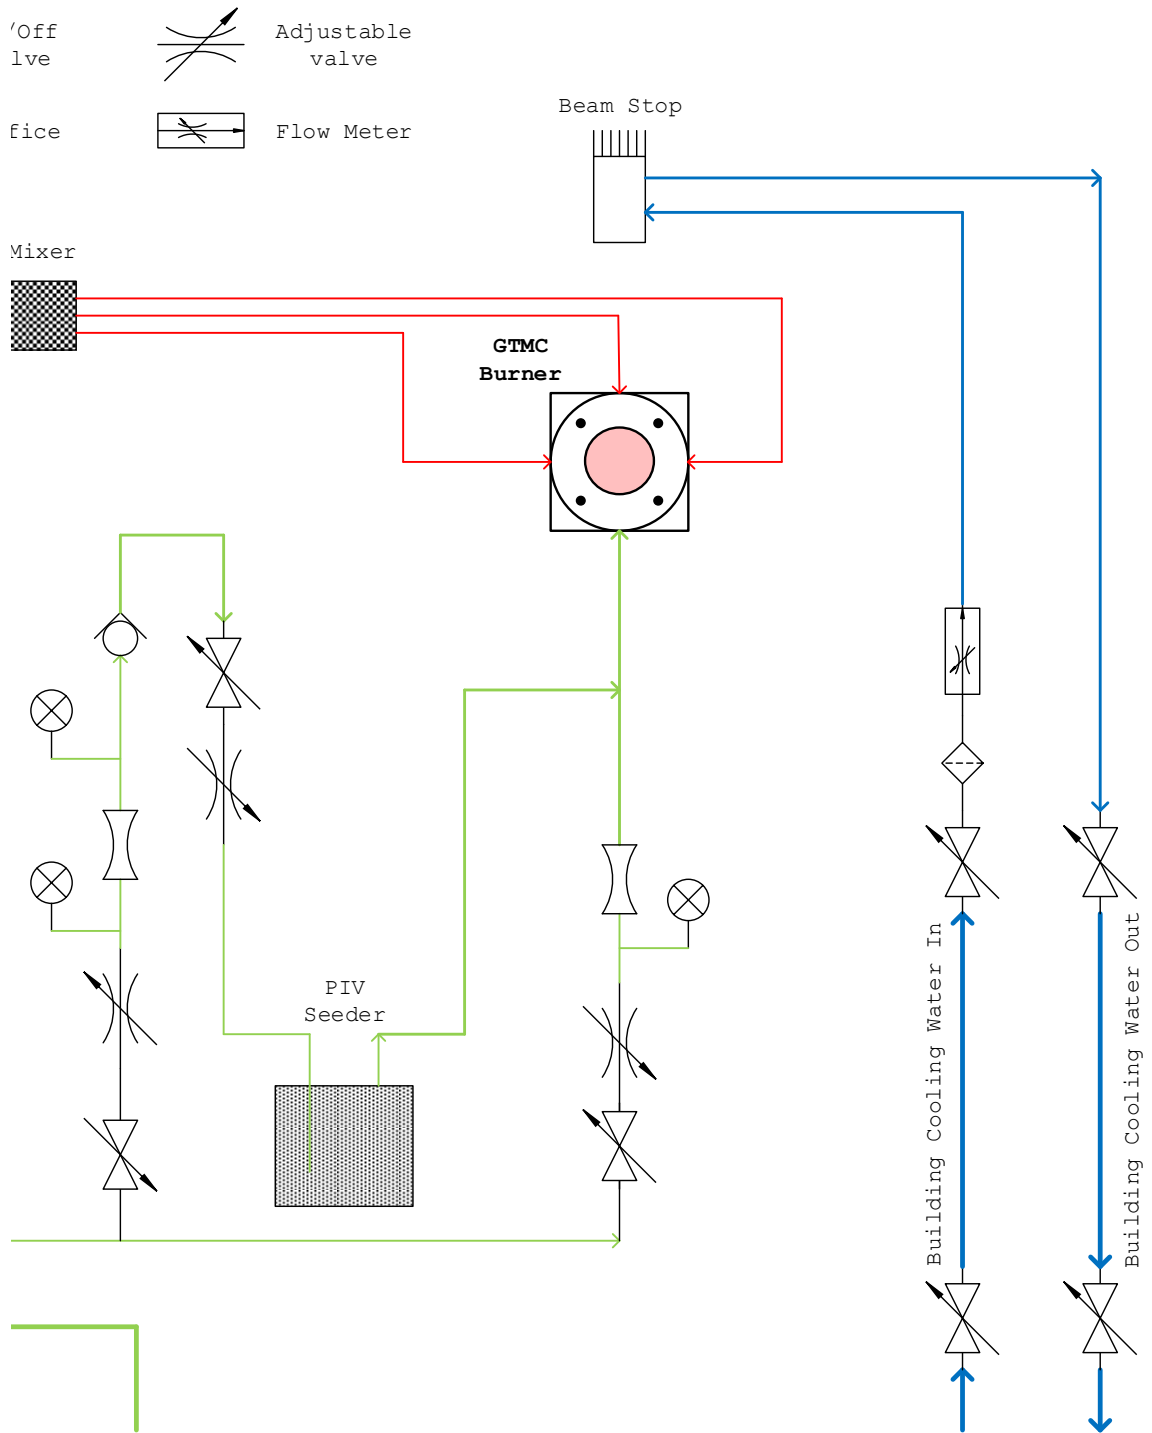 /Off
lve
Adjustable
valve
fice
Flow Meter
Beam Stop
Mixer
GTMC
Burner
PIV
Seeder
Building Cooling Water In
Building Cooling Water Out